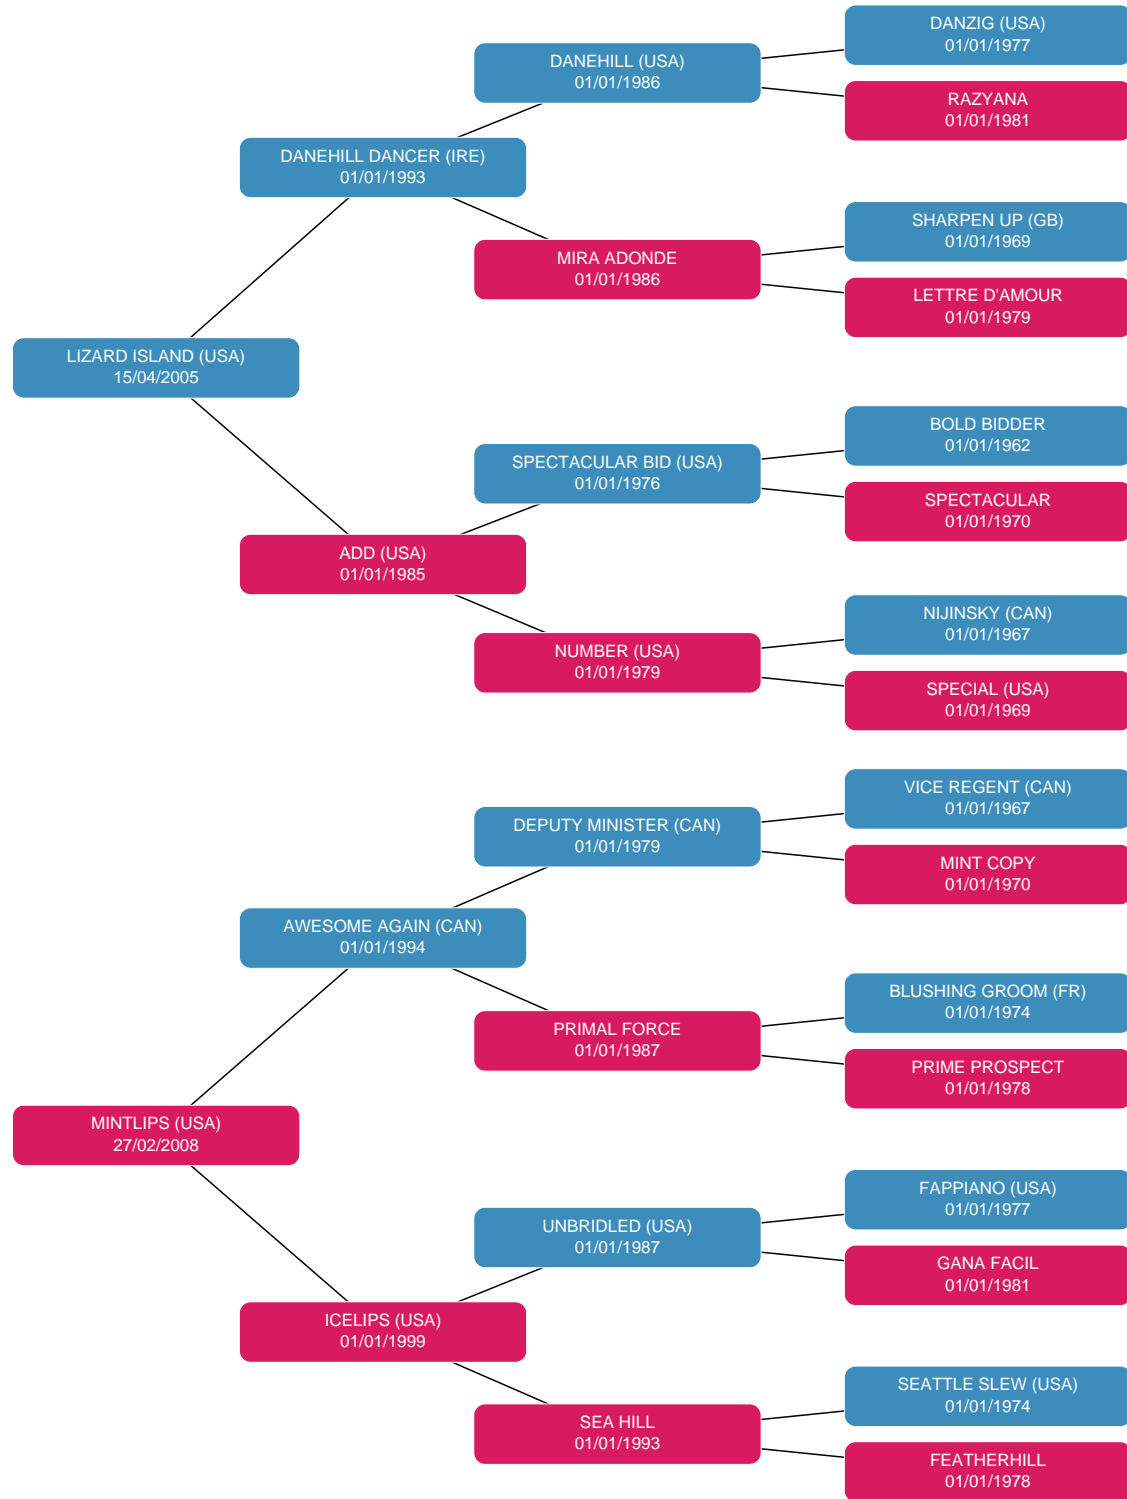 DANZIG (USA)
01/01/1977
DANEHILL (USA)
01/01/1986
RAZYANA
01/01/1981
DANEHILL DANCER (IRE)
01/01/1993
SHARPEN UP (GB)
01/01/1969
MIRA ADONDE
01/01/1986
LETTRE D'AMOUR
01/01/1979
LIZARD ISLAND (USA)
15/04/2005
BOLD BIDDER
01/01/1962
SPECTACULAR BID (USA)
01/01/1976
SPECTACULAR
01/01/1970
ADD (USA)
01/01/1985
NIJINSKY (CAN)
01/01/1967
NUMBER (USA)
01/01/1979
SPECIAL (USA)
01/01/1969
VICE REGENT (CAN)
01/01/1967
DEPUTY MINISTER (CAN)
01/01/1979
MINT COPY
01/01/1970
AWESOME AGAIN (CAN)
01/01/1994
BLUSHING GROOM (FR)
01/01/1974
PRIMAL FORCE
01/01/1987
PRIME PROSPECT
01/01/1978
MINTLIPS (USA)
27/02/2008
FAPPIANO (USA)
01/01/1977
UNBRIDLED (USA)
01/01/1987
GANA FACIL
01/01/1981
ICELIPS (USA)
01/01/1999
SEATTLE SLEW (USA)
01/01/1974
SEA HILL
01/01/1993
FEATHERHILL
01/01/1978